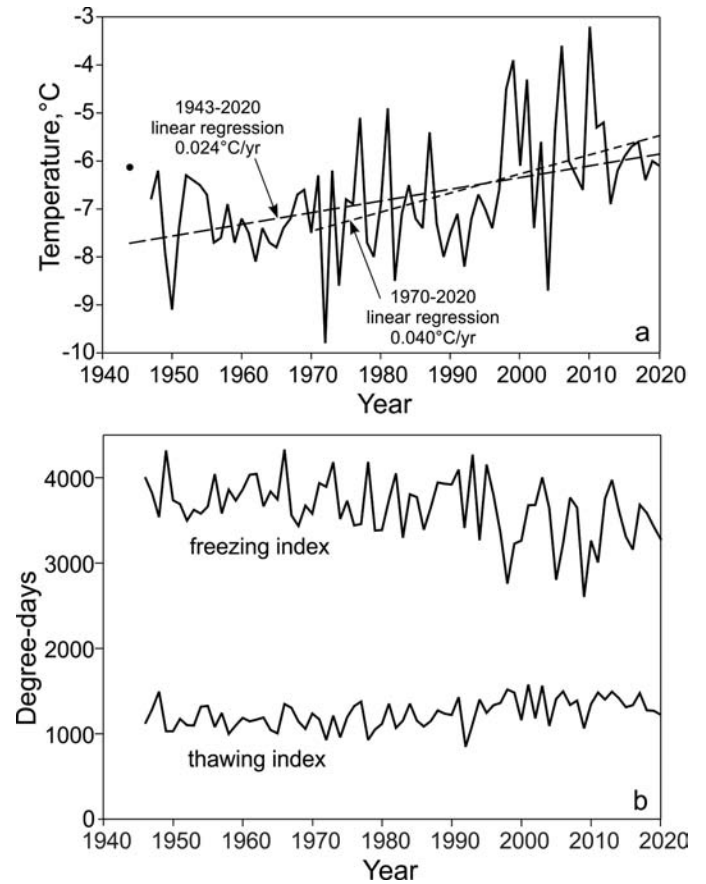 -3
-4
-5
-6
-7
-8
-9
-10
Temperature,°C
1943-2020
linear regression
0.024°C/yr
1970-2020
linear regression
0.040°C/yr
a
1940 1950 1960 1970 1980 1990 2000 2010 2020
Year
4000
3000
2000
1000
0
Degree-days
freezing index
thawing index
b
1940 1950 1960 1970 1980 1990 2000 2010 2020
Year